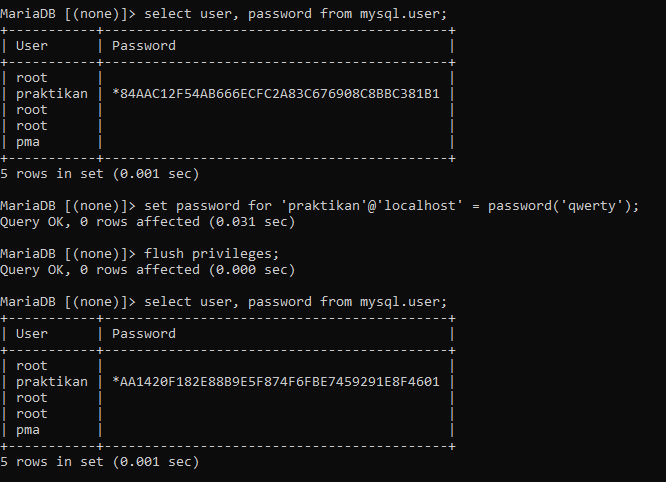 MariaDB [(none)]> select user, password from mysql.user;
+-----------+-------------------------------------------+
| User      | Password                                  |
+-----------+-------------------------------------------+
| root      |                                           |
| praktikan | *84AAC12F54AB666ECFC2A83C676908C8BBC381B1 |
| root      |                                           |
| root      |                                           |
| pma       |                                           |
+-----------+-------------------------------------------+
5 rows in set (0.001 sec)
MariaDB [(none)]> set password for 'praktikan'@'localhost' = password('qwerty');
Query OK, 0 rows affected (0.031 sec)
MariaDB [(none)]> flush privileges;
Query OK, 0 rows affected (0.000 sec)
MariaDB [(none)]> select user, password from mysql.user;
+-----------+-------------------------------------------+
| User      | Password                                  |
+-----------+-------------------------------------------+
| root      |                                           |
| praktikan | *AA1420F182E88B9E5F874F6FBE7459291E8F4601 |
| root      |                                           |
| root      |                                           |
| pma       |                                           |
+-----------+-------------------------------------------+
5 rows in set (0.001 sec)